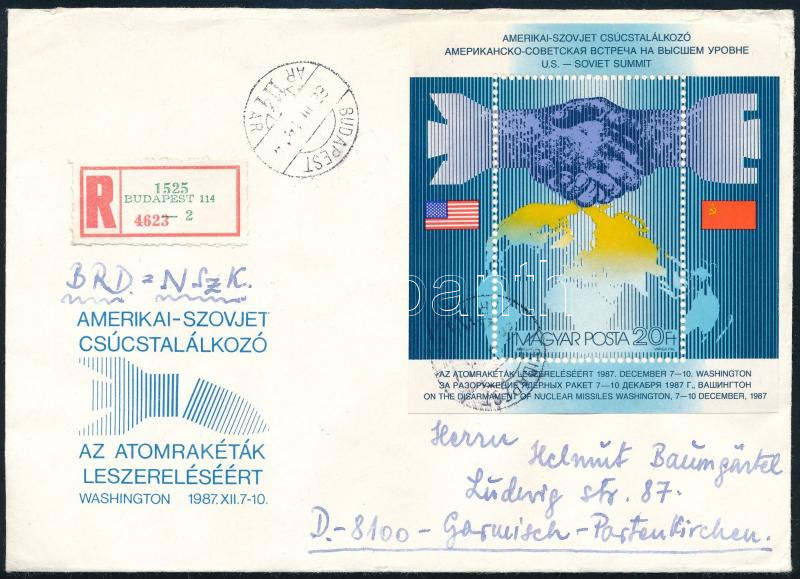 AMERIKAI-SZOVJET CSÚCSTALÁLKOZÓ
АМЕРИКАНСКО-СОВЕТСКАЯ ВСТРЕЧА НА ВЫСШЕМ УРОВНЕ
U.S. — SOVIET SUMMIT
MAGYAR POSTA 20Ft
AZ ATOMRAKÉTÁK LESZERELÉSÉÉRT 1987. DECEMBER 7—10. WASHINGTON
ЗА РАЗОРУЖЕНИЕ ЯДЕРНЫХ РАКЕТ 7—10 ДЕКАБРЯ 1987 Г., ВАШИНГТОН
ON THE DISARMAMENT OF NUCLEAR MISSILES WASHINGTON, 7—10 DECEMBER, 1987
BUDAPEST
R
1525
BUDAPEST 114
4623 — 2
BRD = NSZK.
AMERIKAI-SZOVJET
CSÚCSTALÁLKOZÓ
AZ ATOMRAKÉTÁK
LESZERELÉSÉÉRT
WASHINGTON 1987.XII.7-10.
Herrn Helmut Baumgärtel
Ludwig str. 87.
D.-8100- Garmisch-Partenkirchen.